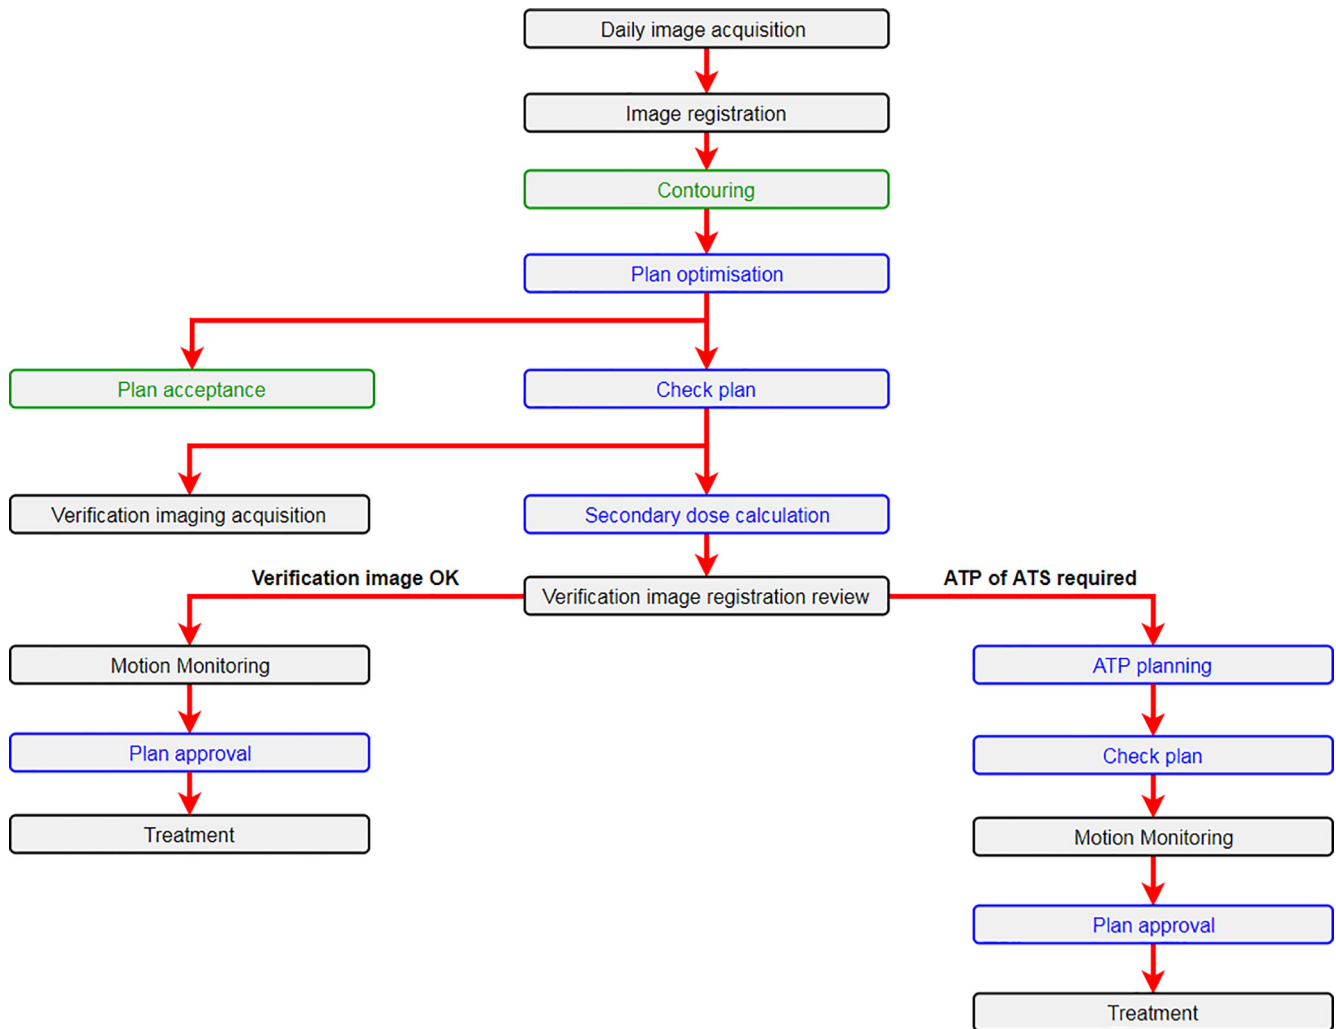 Daily image acquisition
Image registration
Contouring
Plan optimisation
Plan acceptance
Check plan
Verification imaging acquisition
Secondary dose calculation
Verification image OK
Verification image registration review
ATP of ATS required
Motion Monitoring
Plan approval
Treatment
ATP planning
Check plan
Motion Monitoring
Plan approval
Treatment